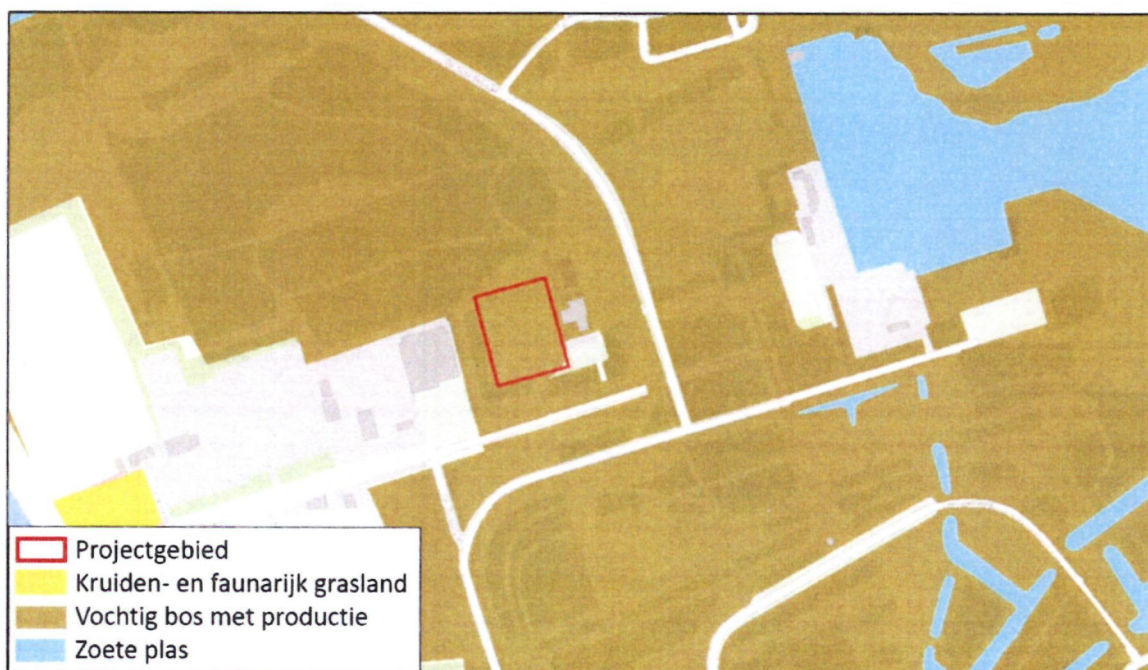 Projectgebied
Kruiden- en faunarijk grasland
Vochtig bos met productie
Zoete plas